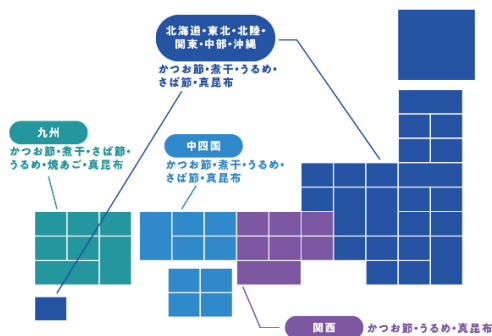 北海道・東北・北陸・
関東・中部・沖縄
かつお節・煮干・うるめ・
さば節・真昆布
九州
かつお節・煮干・さば節・
うるめ・焼あご・真昆布
中四国
かつお節・煮干・うるめ・
さば節・真昆布
関西
かつお節・うるめ・真昆布